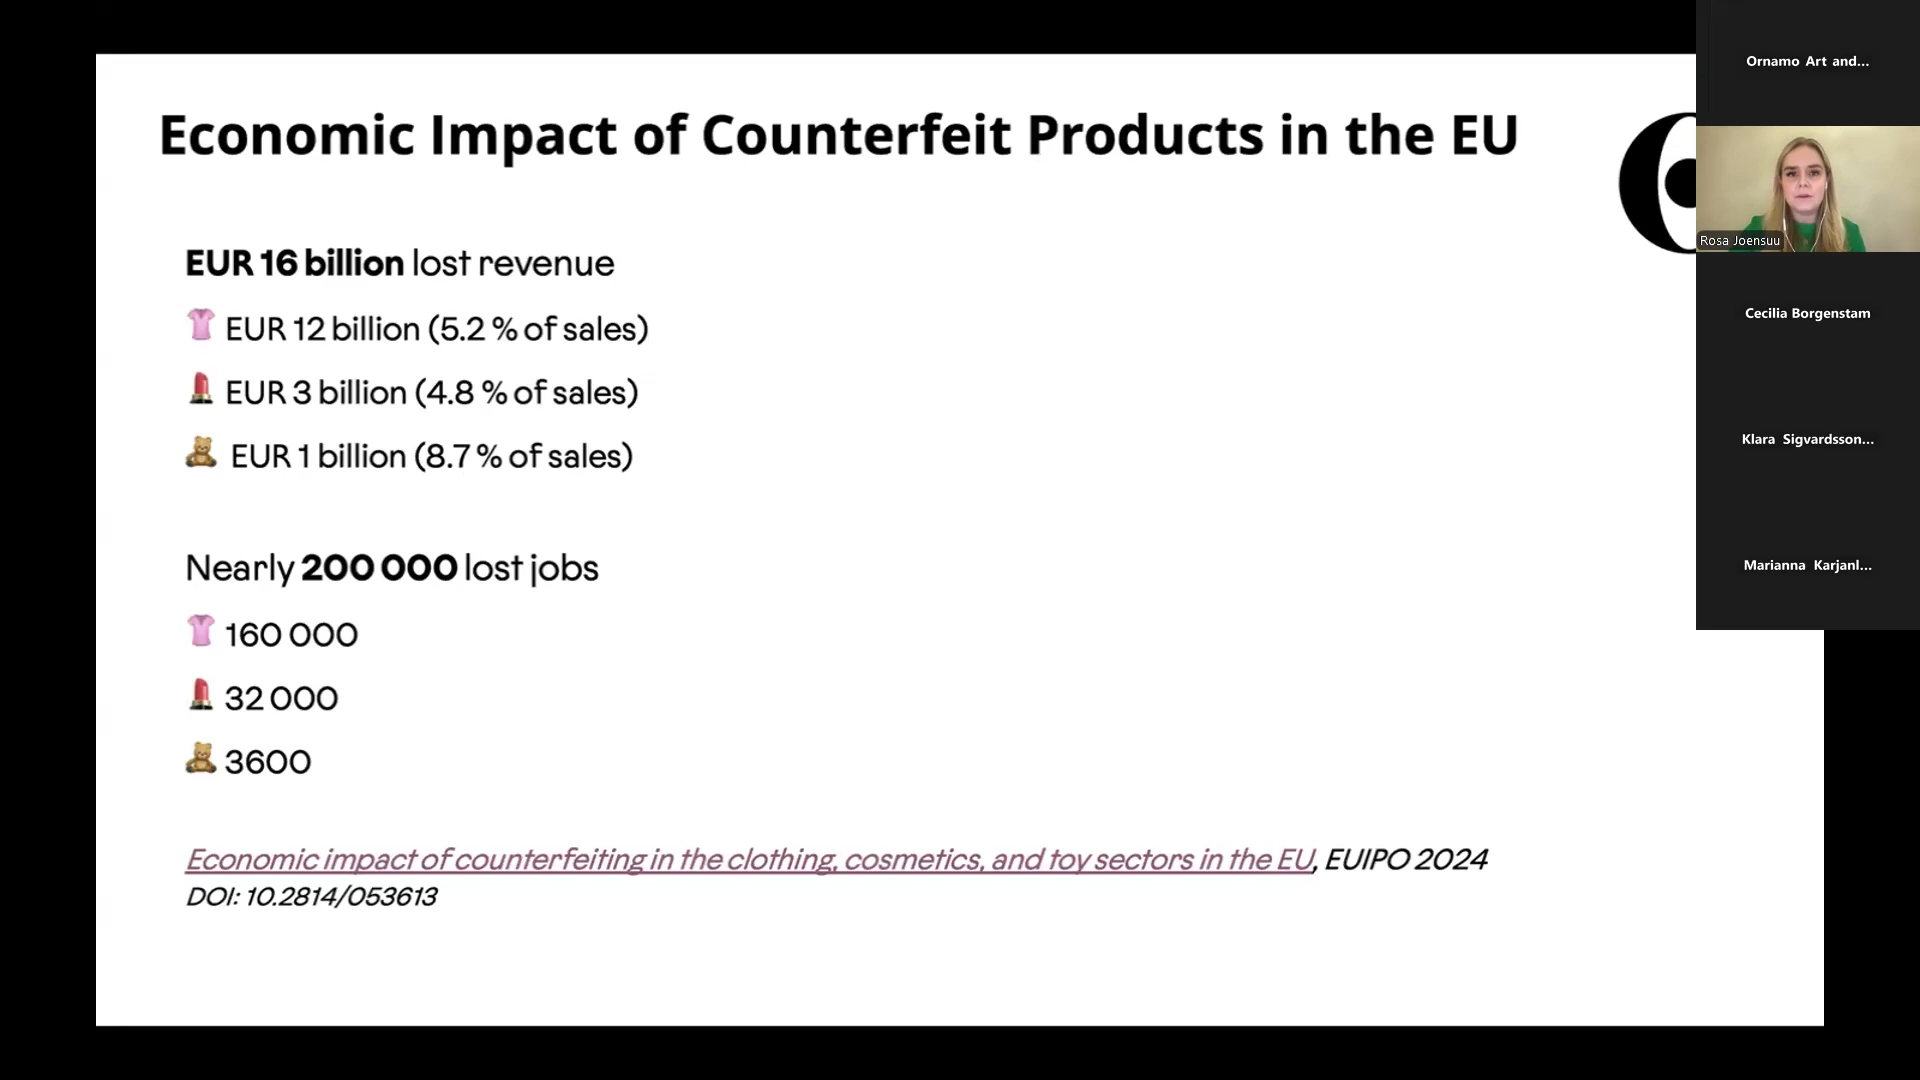 Economic Impact of Counterfeit Products in the EU
EUR 16 billion lost revenue
EUR 12 billion (5.2 % of sales)
EUR 3 billion (4.8 % of sales)
EUR 1 billion (8.7 % of sales)
Nearly 200 000 lost jobs
160 000
32 000
3600
Economic impact of counterfeiting in the clothing, cosmetics, and toy sectors in the EU, EUIPO 2024
DOI: 10.2814/053613
Ornamo Art and...
Rosa Joensuu
Cecilia Borgenstam
Klara Sigvardsson...
Marianna Karjanl...